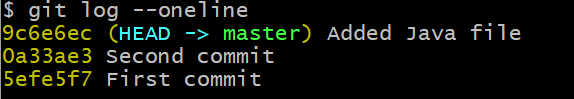 $ git log --oneline
9c6e6ec (HEAD -> master) Added Java file
0a33ae3 Second commit
5efe5f7 First commit